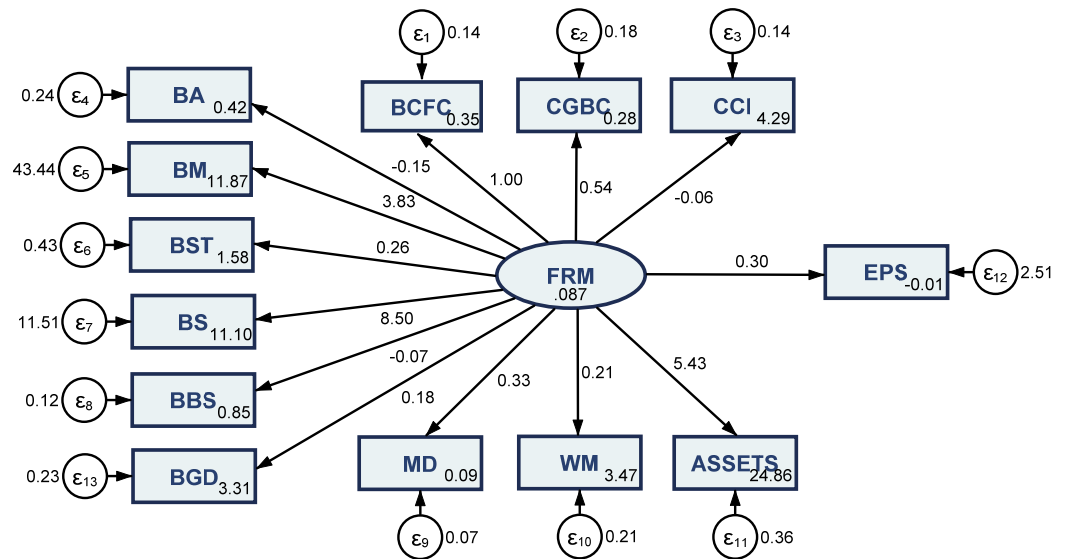 ε1 0.14
ε2 0.18
ε3 0.14
BCFC 0.35
CGBC 0.28
CCI 4.29
0.24 ε4 BA 0.42
43.44 ε5 BM 11.87
0.43 ε6 BST 1.58
11.51 ε7 BS 11.10
0.12 ε8 BBS 0.85
0.23 ε13 BGD 3.31
-0.15
3.83
0.26
8.50
-0.07
0.18
1.00
0.54
-0.06
FRM
.087
0.30
EPS -0.01 ε12 2.51
0.33
0.21
5.43
MD 0.09
WM 3.47
ASSETS 24.86
ε9 0.07
ε10 0.21
ε11 0.36